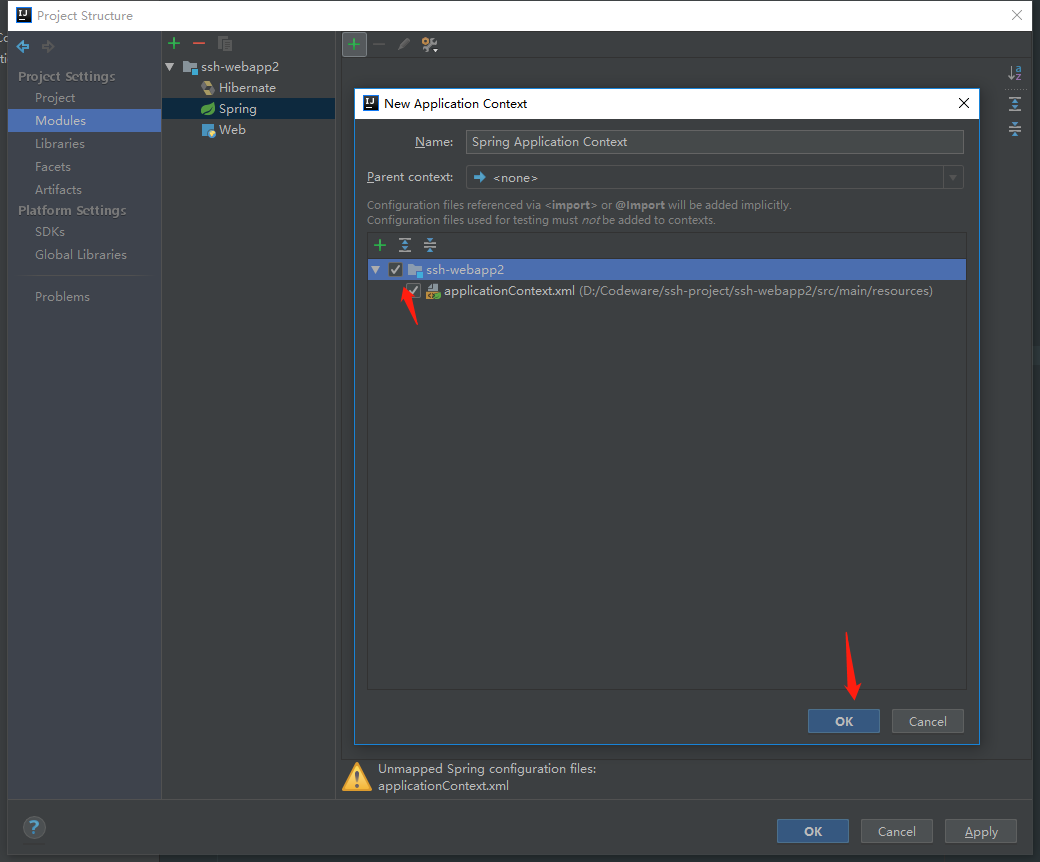 Project Structure
Project Settings
Project
Modules
Libraries
Facets
Artifacts
Platform Settings
SDKs
Global Libraries
Problems
ssh-webapp2
Hibernate
Spring
Web
New Application Context
Name: Spring Application Context
Parent context: <none>
Configuration files referenced via <import> or @Import will be added implicitly.
Configuration files used for testing must not be added to contexts.
ssh-webapp2
applicationContext.xml (D:/Codeware/ssh-project/ssh-webapp2/src/main/resources)
OK Cancel
Unmapped Spring configuration files:
applicationContext.xml
? OK Cancel Apply